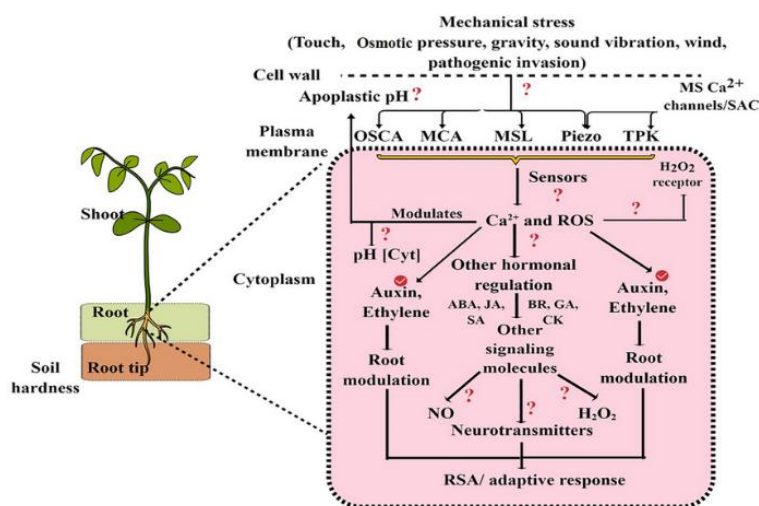 Mechanical stress
(Touch, Osmotic pressure, gravity, sound vibration, wind,
pathogenic invasion)
Cell wall
Apoplastic pH ?
?
MS Ca²⁺
channels/SAC
Plasma
membrane
OSCA MCA MSL Piezo TPK
Sensors
?
H₂O₂
receptor
?
Modulates
Ca²⁺ and ROS
?
pH [Cyt]
?
Shoot
Cytoplasm
Other hormonal
regulation
Auxin,
Ethylene
ABA, JA,
SA
BR, GA,
CK
Auxin,
Ethylene
Other
signaling
molecules
Root
Root tip
Soil
hardness
Root
modulation
Root
modulation
?
?
?
NO
H₂O₂
Neurotransmitters
RSA/ adaptive response